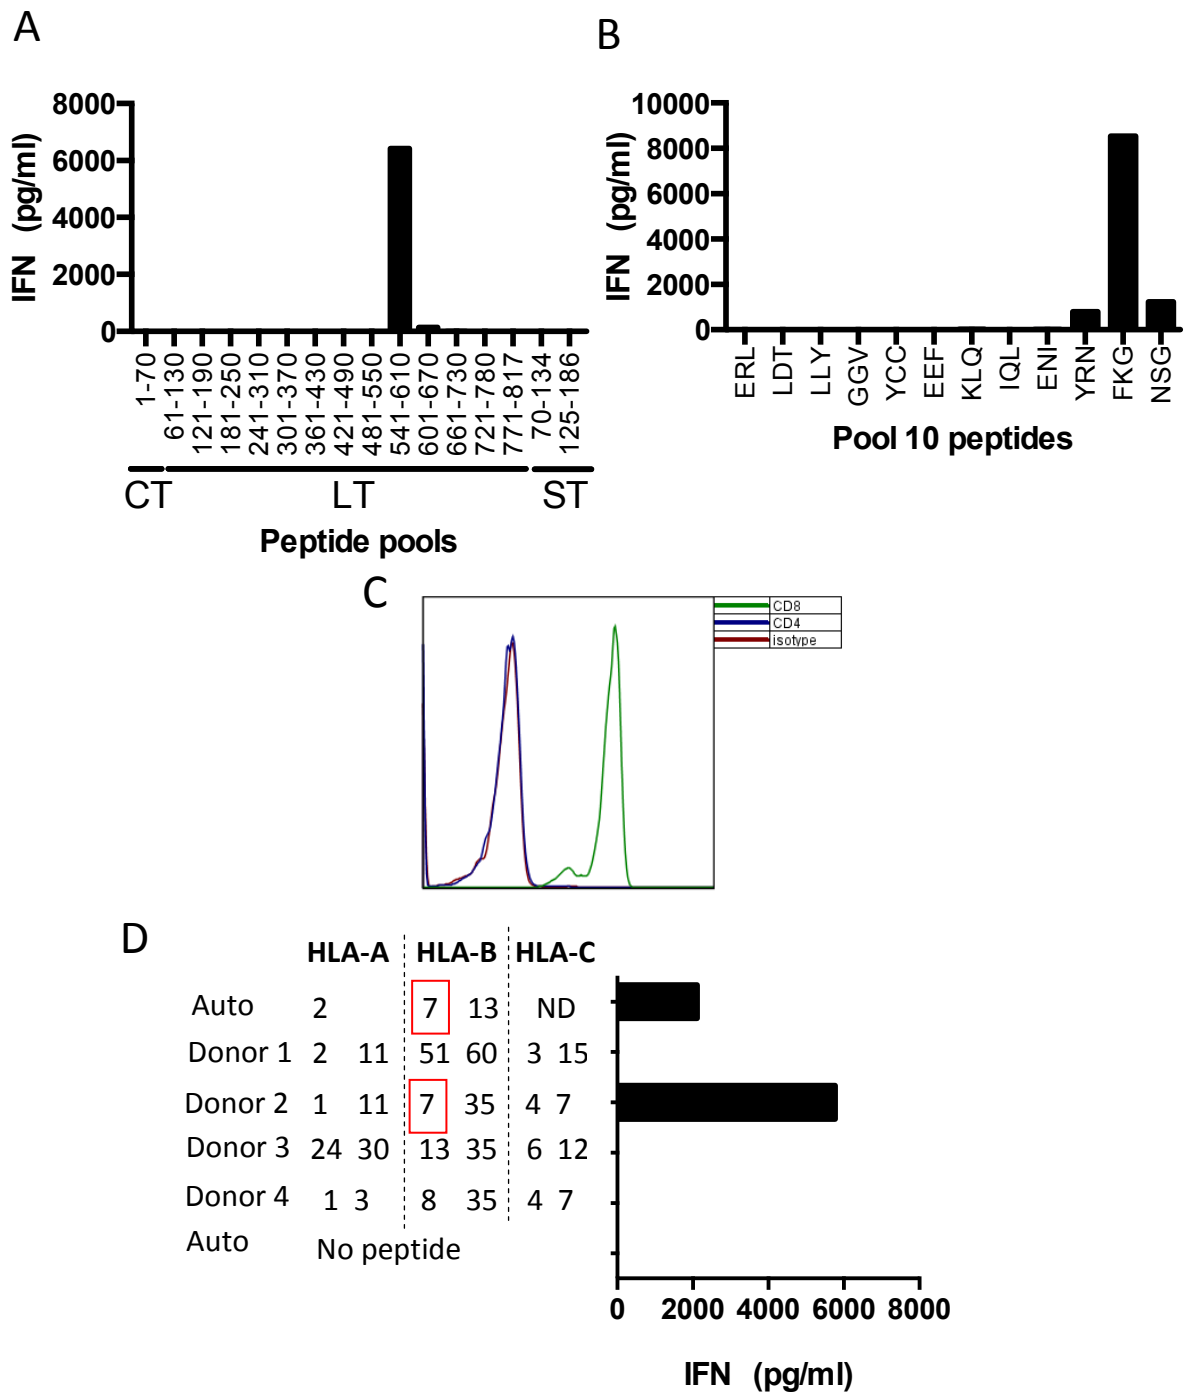 A
IFN (pg/ml)
8000
6000
4000
2000
0
1-70
61-130
121-190
181-250
241-310
301-370
361-430
421-490
481-550
541-610
601-670
661-730
721-780
771-817
70-134
125-186
CT
LT
ST
Peptide pools
B
IFN (pg/ml)
10000
8000
6000
4000
2000
0
ERL
LDT
LLY
GGV
YCC
EEF
KLQ
IQL
ENI
YRN
FKG
NSG
Pool 10 peptides
C
CD8
CD4
isotype
D
HLA-A HLA-B HLA-C
Auto 2 7 13 ND
Donor 1 2 11 51 60 3 15
Donor 2 1 11 7 35 4 7
Donor 3 24 30 13 35 6 12
Donor 4 1 3 8 35 4 7
Auto No peptide
0 2000 4000 6000 8000
IFN (pg/ml)